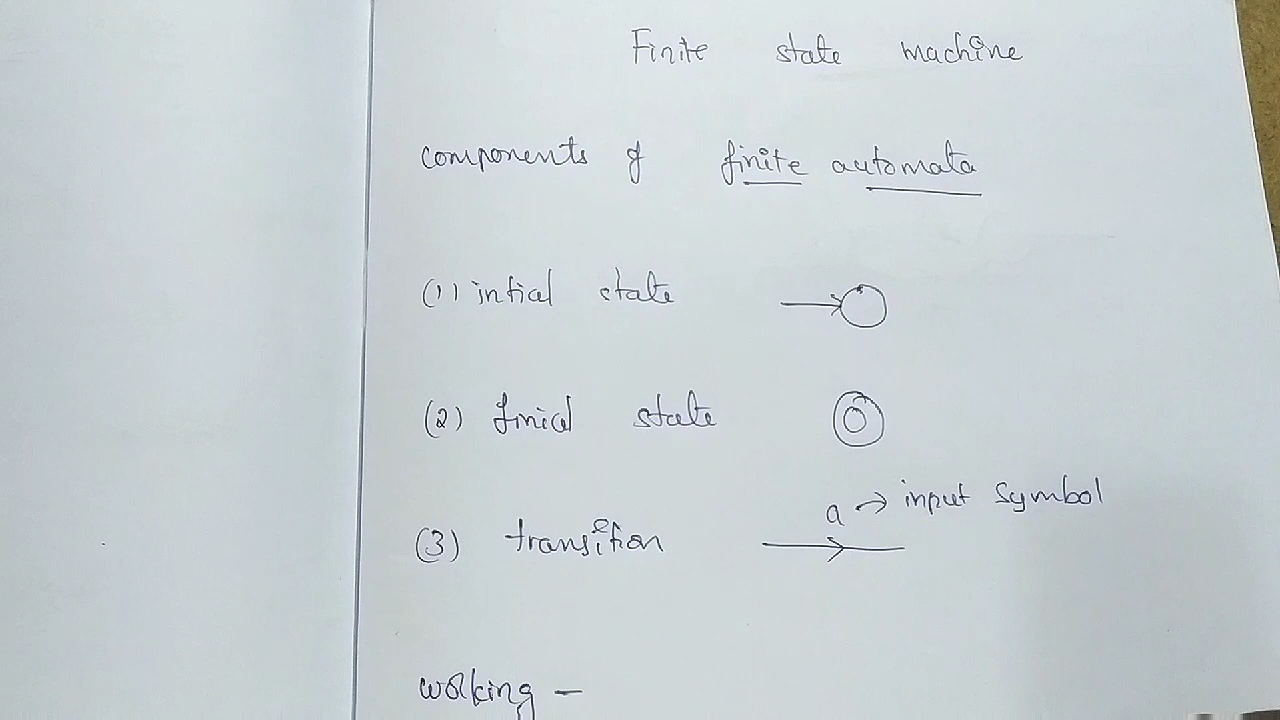 Finite state machine
components of finite automata
(1) intial state
(2) finial state
a → input symbol
(3) transition
working -